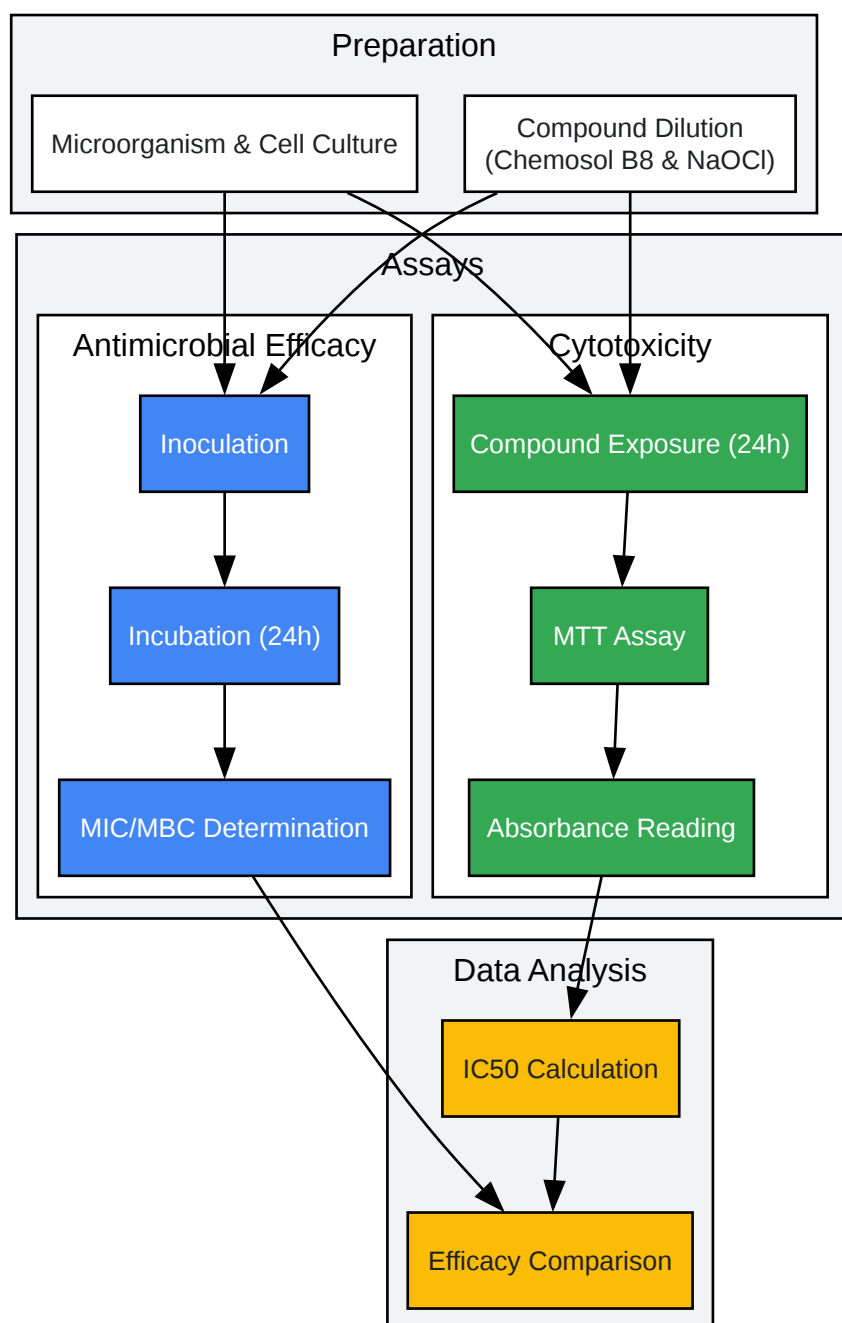 Preparation
Microorganism & Cell Culture
Compound Dilution
(Chemosol B8 & NaOCl)
Assays
Antimicrobial Efficacy
Cytotoxicity
Inoculation
Compound Exposure (24h)
Incubation (24h)
MTT Assay
MIC/MBC Determination
Absorbance Reading
Data Analysis
IC50 Calculation
Efficacy Comparison